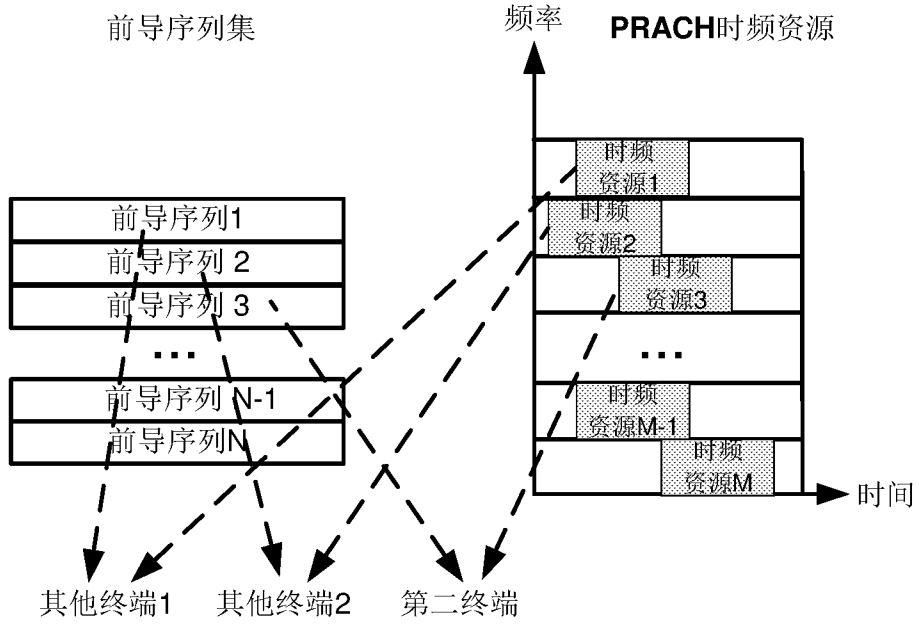 前导序列集
前导序列1
前导序列 2
前导序列 3
...
前导序列 N-1
前导序列N
频率
PRACH时频资源
时频
资源1
时频
资源2
时频
资源3
...
时频
资源M-1
时频
资源M
时间
其他终端1
其他终端2
第二终端